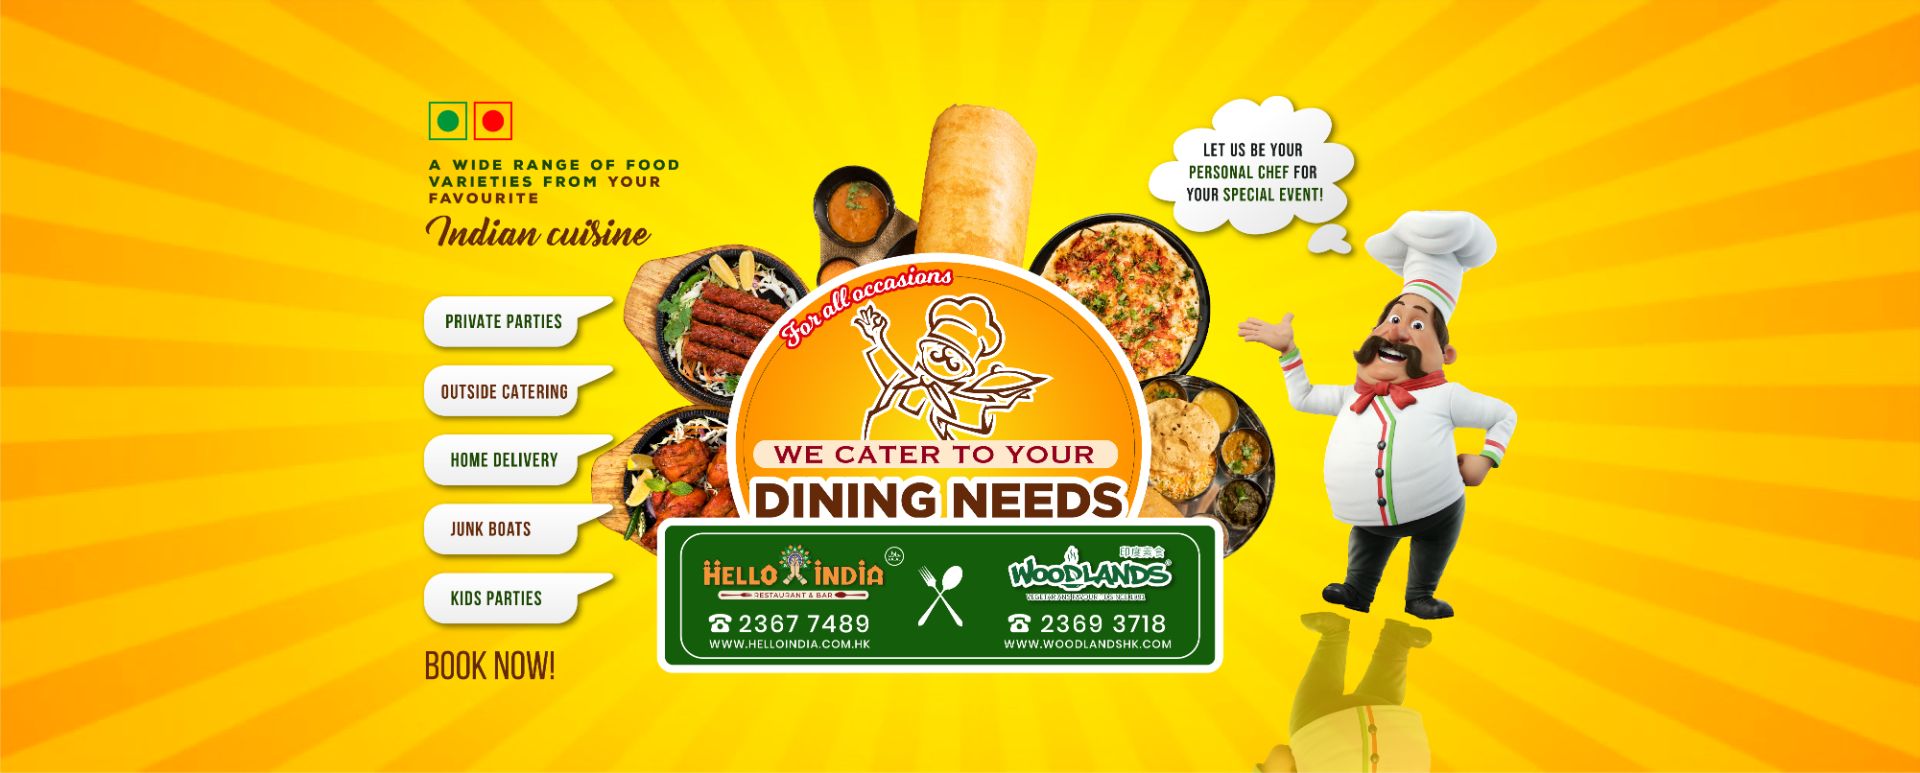 A WIDE RANGE OF FOOD
VARIETIES FROM YOUR
FAVOURITE
Indian cuisine
PRIVATE PARTIES
OUTSIDE CATERING
HOME DELIVERY
JUNK BOATS
KIDS PARTIES
BOOK NOW!
For all occasions
WE CATER TO YOUR
DINING NEEDS
HELLO INDIA
RESTAURANT & BAR
2367 7489
WWW.HELLOINDIA.COM.HK
印度素食
WOODLANDS®
2369 3718
WWW.WOODLANDSHK.COM
LET US BE YOUR
PERSONAL CHEF FOR
YOUR SPECIAL EVENT!